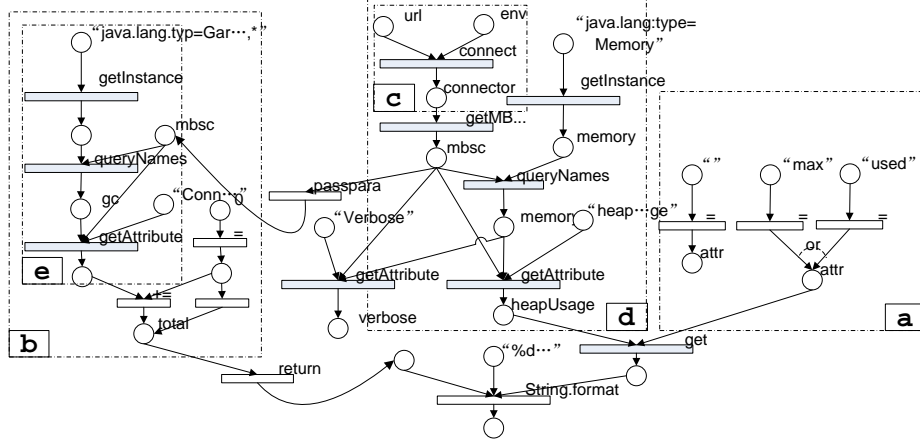 “java.lang.typ=Gar···,*”
getInstance
mbsc
queryNames
gc
“Conn···”
0
getAttribute
=
e
+=
total
b
return
url
env
connect
c
connector
getMB...
mbsc
passpara
“Verbose”
getAttribute
verbose
“java.lang:type=
Memory”
getInstance
memory
queryNames
memory
“heap···ge”
getAttribute
heapUsage
d
“”
=
attr
“max”
“used”
=
=
or
attr
a
get
“%d···”
String.format